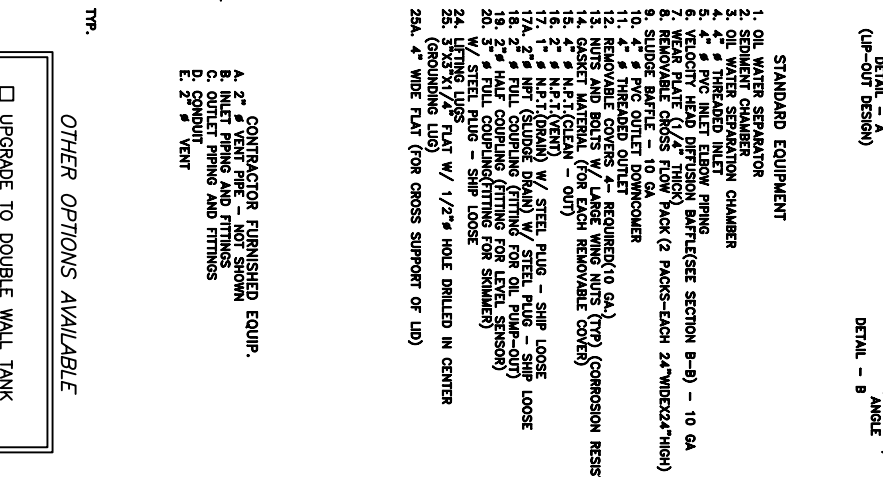 DETAIL – A
(LIP–OUT DESIGN)
ANGLE
DETAIL – B
STANDARD EQUIPMENT
1. OIL WATER SEPARATOR
2. SEDIMENT CHAMBER
3. OIL WATER SEPARATION CHAMBER
4. 4" ø THREADED INLET
5. 4" ø PVC INLET ELBOW PIPING
6. VELOCITY HEAD DIFFUSION BAFFLE(SEE SECTION B–B) – 10 GA
7. WEAR PLATE (1/4" THICK)
8. REMOVABLE CROSS FLOW PACK (2 PACKS–EACH 24"WIDEX24"HIGH)
9. SLUDGE BAFFLE – 10 GA
10. 4" ø PVC OUTLET DOWNCOMER
11. 4" ø THREADED OUTLET
12. REMOVABLE COVERS 4– REQUIRED(10 GA.)
13. NUTS AND BOLTS W/ LARGE WING NUTS (TYP) (CORROSION RESIS
14. GASKET MATERIAL (FOR EACH REMOVABLE COVER)
15. 4" ø N.P.T.(CLEAN – OUT)
16. 2" ø N.P.T.(VENT)
17. 1" ø N.P.T.(DRAIN) W/ STEEL PLUG – SHIP LOOSE
17A. 2"ø NPT (SLUDGE DRAIN) W/ STEEL PLUG – SHIP LOOSE
18. 2" ø FULL COUPLING (FITTING FOR OIL PUMP–OUT)
19. 2"ø HALF COUPLING (FITTING FOR LEVEL SENSOR)
20. 3" ø FULL COUPLING(FITTING FOR SKIMMER)
W/ STEEL PLUG – SHIP LOOSE
24. LIFTING LUGS
25. 3"X3"X1/4" FLAT W/ 1/2"ø HOLE DRILLED IN CENTER
(GROUNDING LUG)
25A. 4" WIDE FLAT (FOR CROSS SUPPORT OF LID)
CONTRACTOR FURNISHED EQUIP.
A. 2" ø VENT PIPE – NOT SHOWN
B. INLET PIPING AND FITTINGS
C. OUTLET PIPING AND FITTINGS
D. CONDUIT
E. 2" ø VENT
TYP.
OTHER OPTIONS AVAILABLE
UPGRADE TO DOUBLE WALL TANK